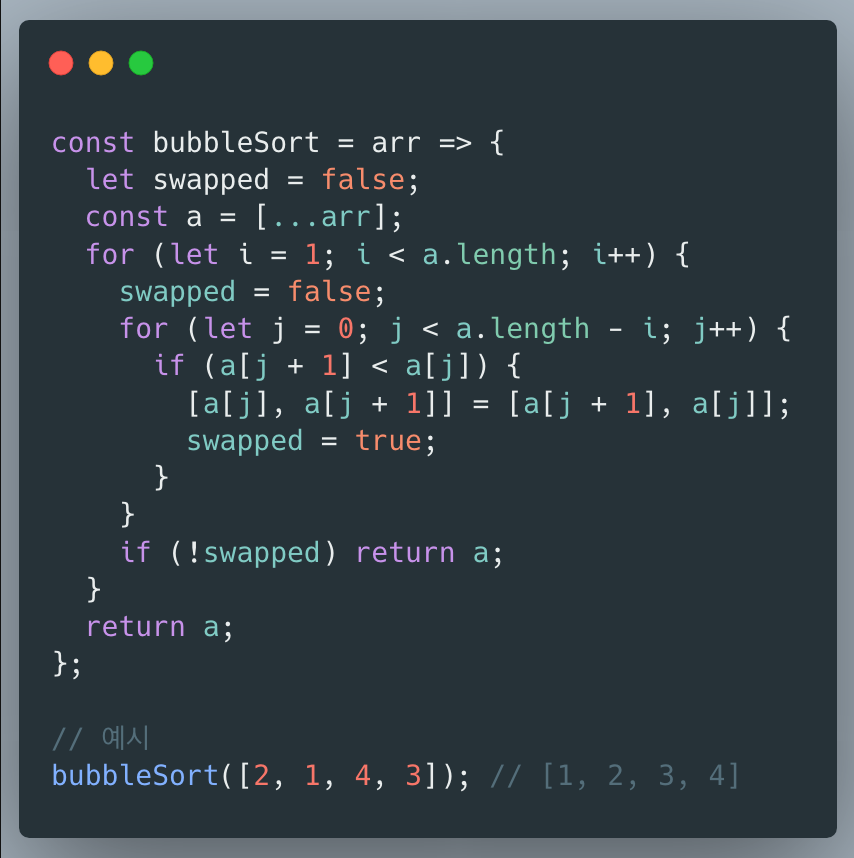 const bubbleSort = arr => {
  let swapped = false;
  const a = [...arr];
  for (let i = 1; i < a.length; i++) {
    swapped = false;
    for (let j = 0; j < a.length - i; j++) {
      if (a[j + 1] < a[j]) {
        [a[j], a[j + 1]] = [a[j + 1], a[j]];
        swapped = true;
      }
    }
    if (!swapped) return a;
  }
  return a;
};

// 예시
bubbleSort([2, 1, 4, 3]); // [1, 2, 3, 4]